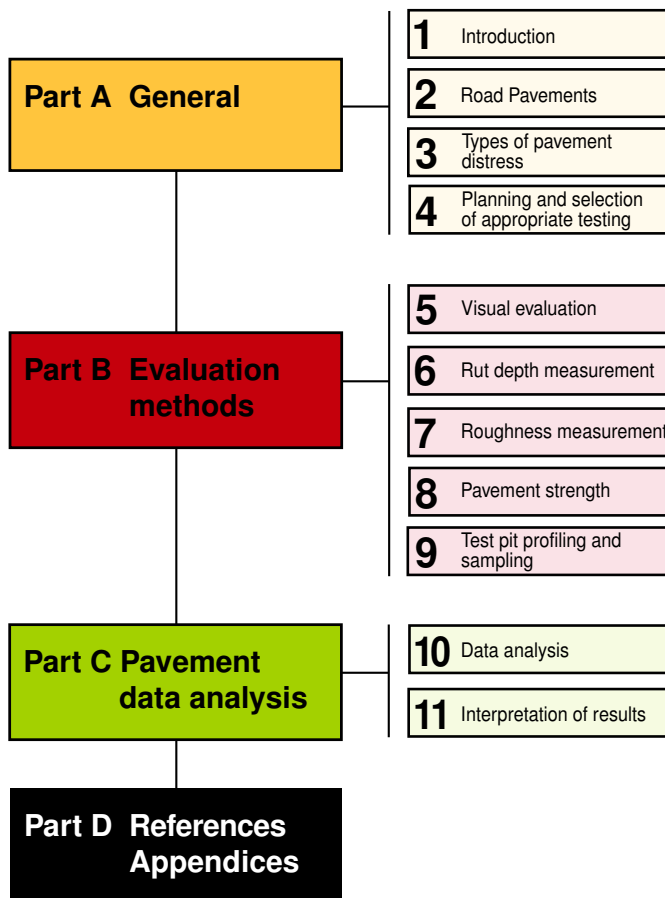 Part A General
1 Introduction
2 Road Pavements
3 Types of pavement
distress
4 Planning and selection
of appropriate testing
Part B Evaluation
methods
5 Visual evaluation
6 Rut depth measurement
7 Roughness measurement
8 Pavement strength
9 Test pit profiling and
sampling
Part C Pavement
data analysis
10 Data analysis
11 Interpretation of results
Part D References
Appendices